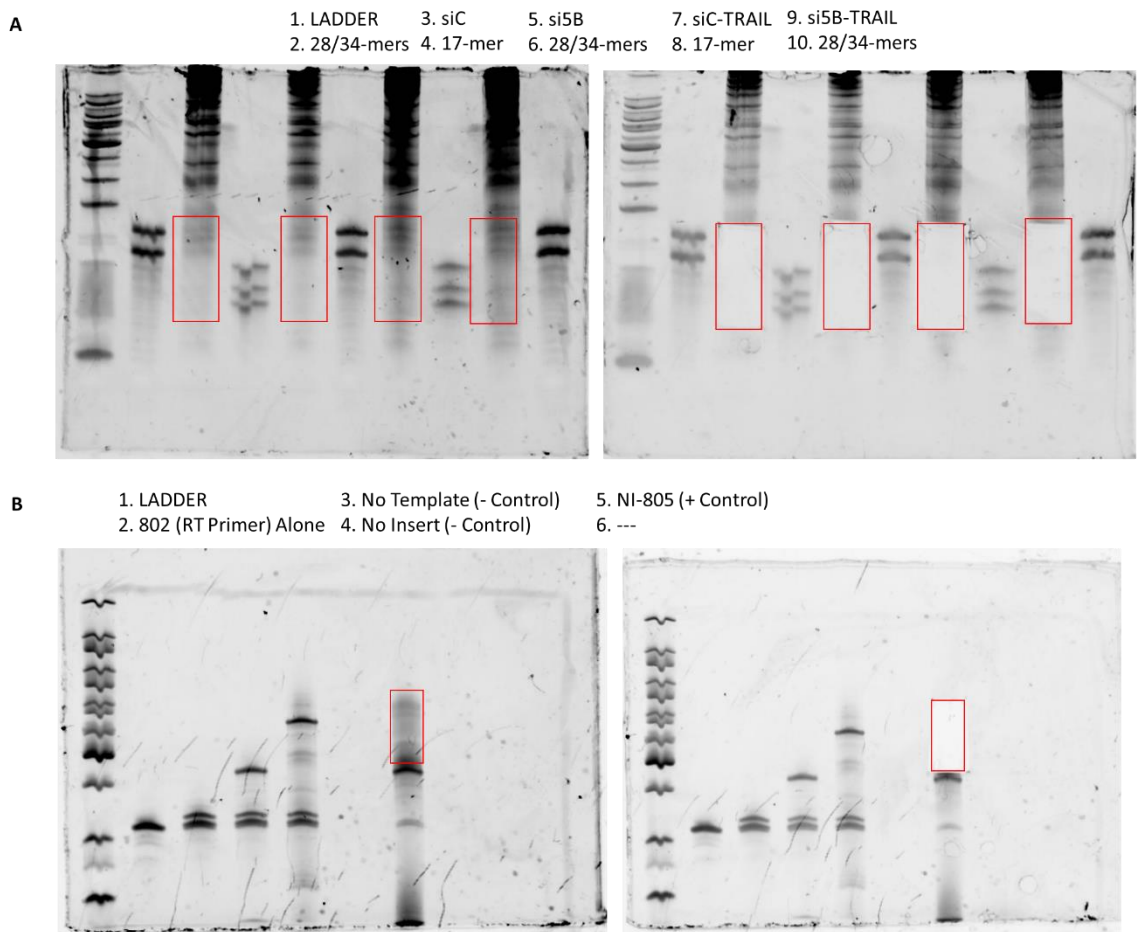 A
1. LADDER 3. siC 5. si5B 7. siC-TRAIL 9. si5B-TRAIL
2. 28/34-mers 4. 17-mer 6. 28/34-mers 8. 17-mer 10. 28/34-mers
B
1. LADDER 3. No Template (- Control) 5. NI-805 (+ Control)
2. 802 (RT Primer) Alone 4. No Insert (- Control) 6. ---